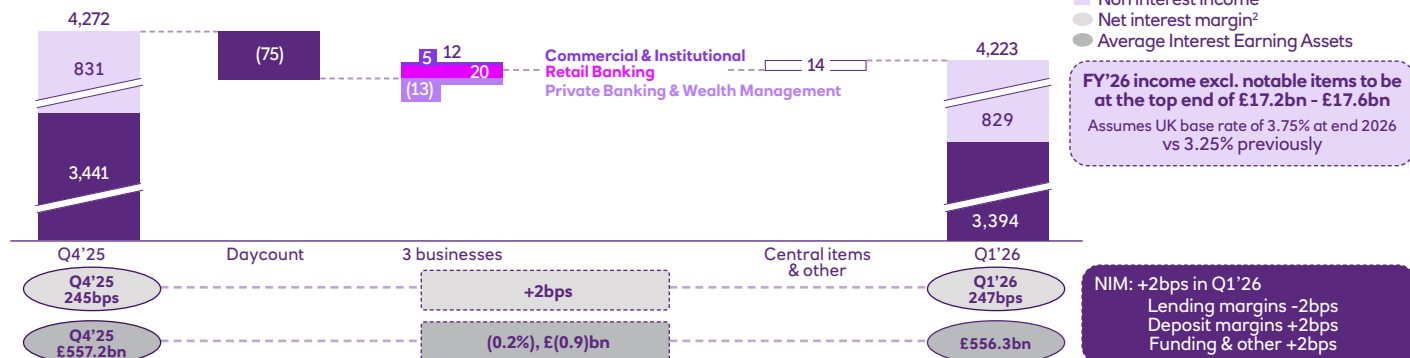 4,272
831
3,441
(75)
5
12
20
(13)
Commercial & Institutional
Retail Banking
Private Banking & Wealth Management
14
4,223
829
3,394
Net interest margin²
Average Interest Earning Assets
FY’26 income excl. notable items to be
at the top end of £17.2bn - £17.6bn
Assumes UK base rate of 3.75% at end 2026
vs 3.25% previously
Q4’25
Daycount
3 businesses
Central items
& other
Q1’26
Q4’25
245bps
+2bps
Q1’26
247bps
Q4’25
£557.2bn
(0.2%), £(0.9)bn
£556.3bn
NIM: +2bps in Q1’26
Lending margins -2bps
Deposit margins +2bps
Funding & other +2bps